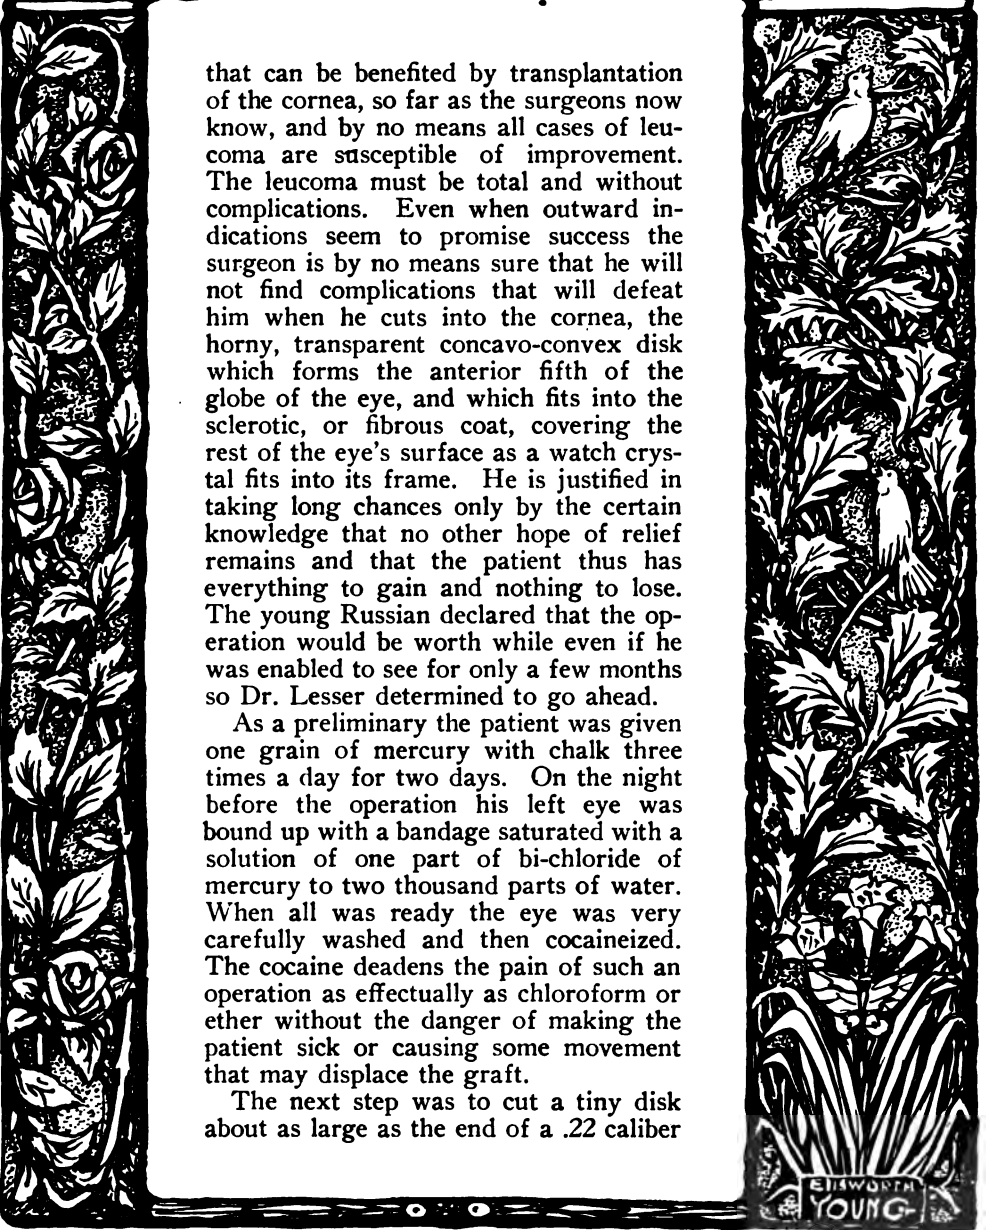 that can be benefited by transplantation
of the cornea, so far as the surgeons now
know, and by no means all cases of leu-
coma are susceptible of improvement.
The leucoma must be total and without
complications. Even when outward in-
dications seem to promise success the
surgeon is by no means sure that he will
not find complications that will defeat
him when he cuts into the cornea, the
horny, transparent concavo-convex disk
which forms the anterior fifth of the
globe of the eye, and which fits into the
sclerotic, or fibrous coat, covering the
rest of the eye's surface as a watch crys-
tal fits into its frame. He is justified in
taking long chances only by the certain
knowledge that no other hope of relief
remains and that the patient thus has
everything to gain and nothing to lose.
The young Russian declared that the op-
eration would be worth while even if he
was enabled to see for only a few months
so Dr. Lesser determined to go ahead.
As a preliminary the patient was given
one grain of mercury with chalk three
times a day for two days. On the night
before the operation his left eye was
bound up with a bandage saturated with a
solution of one part of bi-chloride of
mercury to two thousand parts of water.
When all was ready the eye was very
carefully washed and then cocaineized.
The cocaine deadens the pain of such an
operation as effectually as chloroform or
ether without the danger of making the
patient sick or causing some movement
that may displace the graft.
The next step was to cut a tiny disk
about as large as the end of a .22 caliber
ELLSWORTH
YOUNG